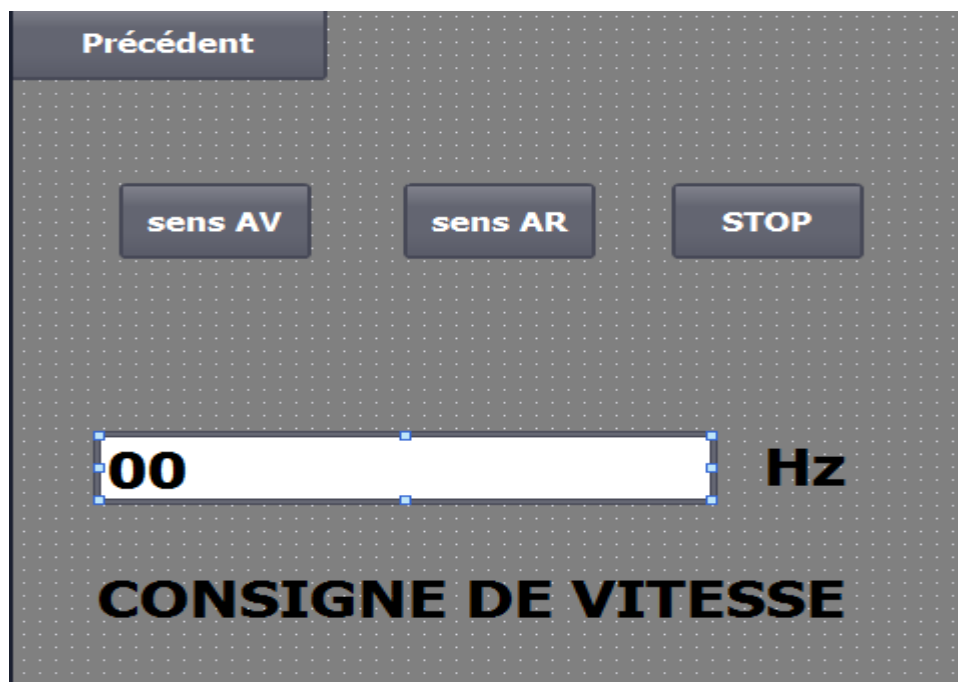 Précédent
sens AV sens AR STOP
00 Hz
CONSIGNE DE VITESSE